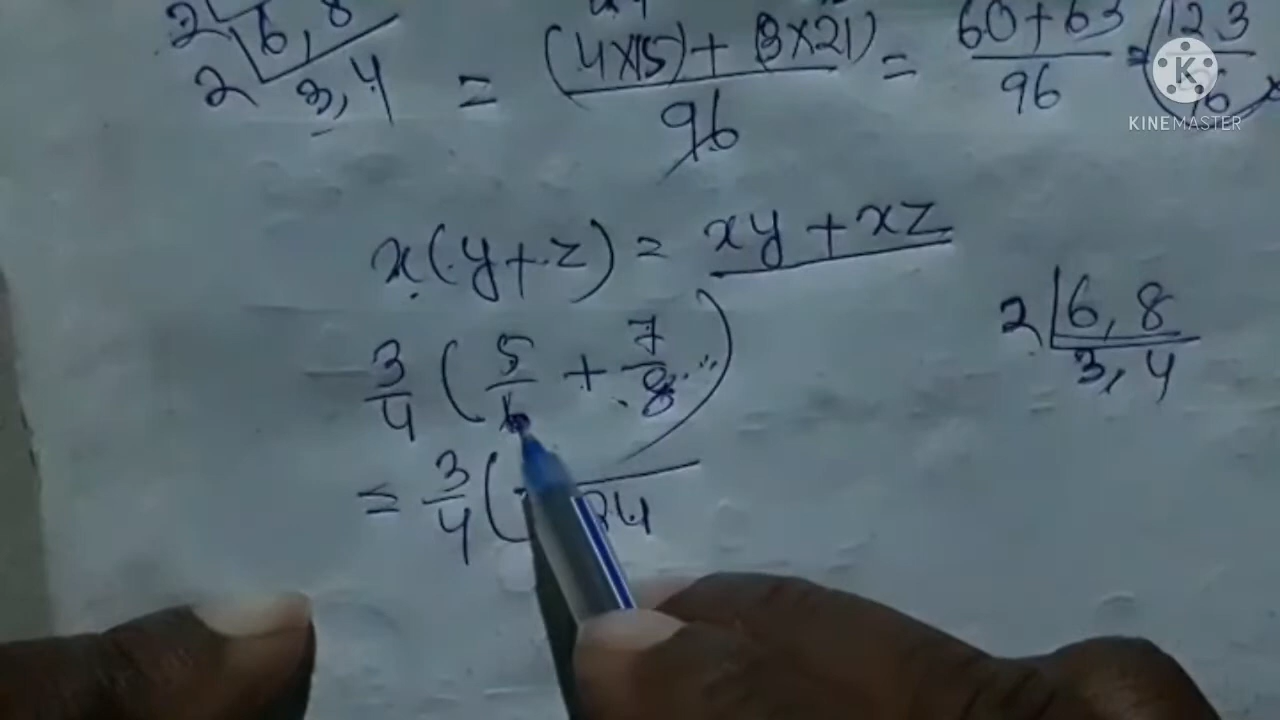 2 6, 8
2 3, 4 = (4×15) + (3×21) / 96 = 60+63 / 96 = 123 / 96
KINEMASTER
x(y+z) = xy + xz
2 | 6, 8
3, 4
3/4 ( 5/6 + 7/8 )
= 3/4 ( 24